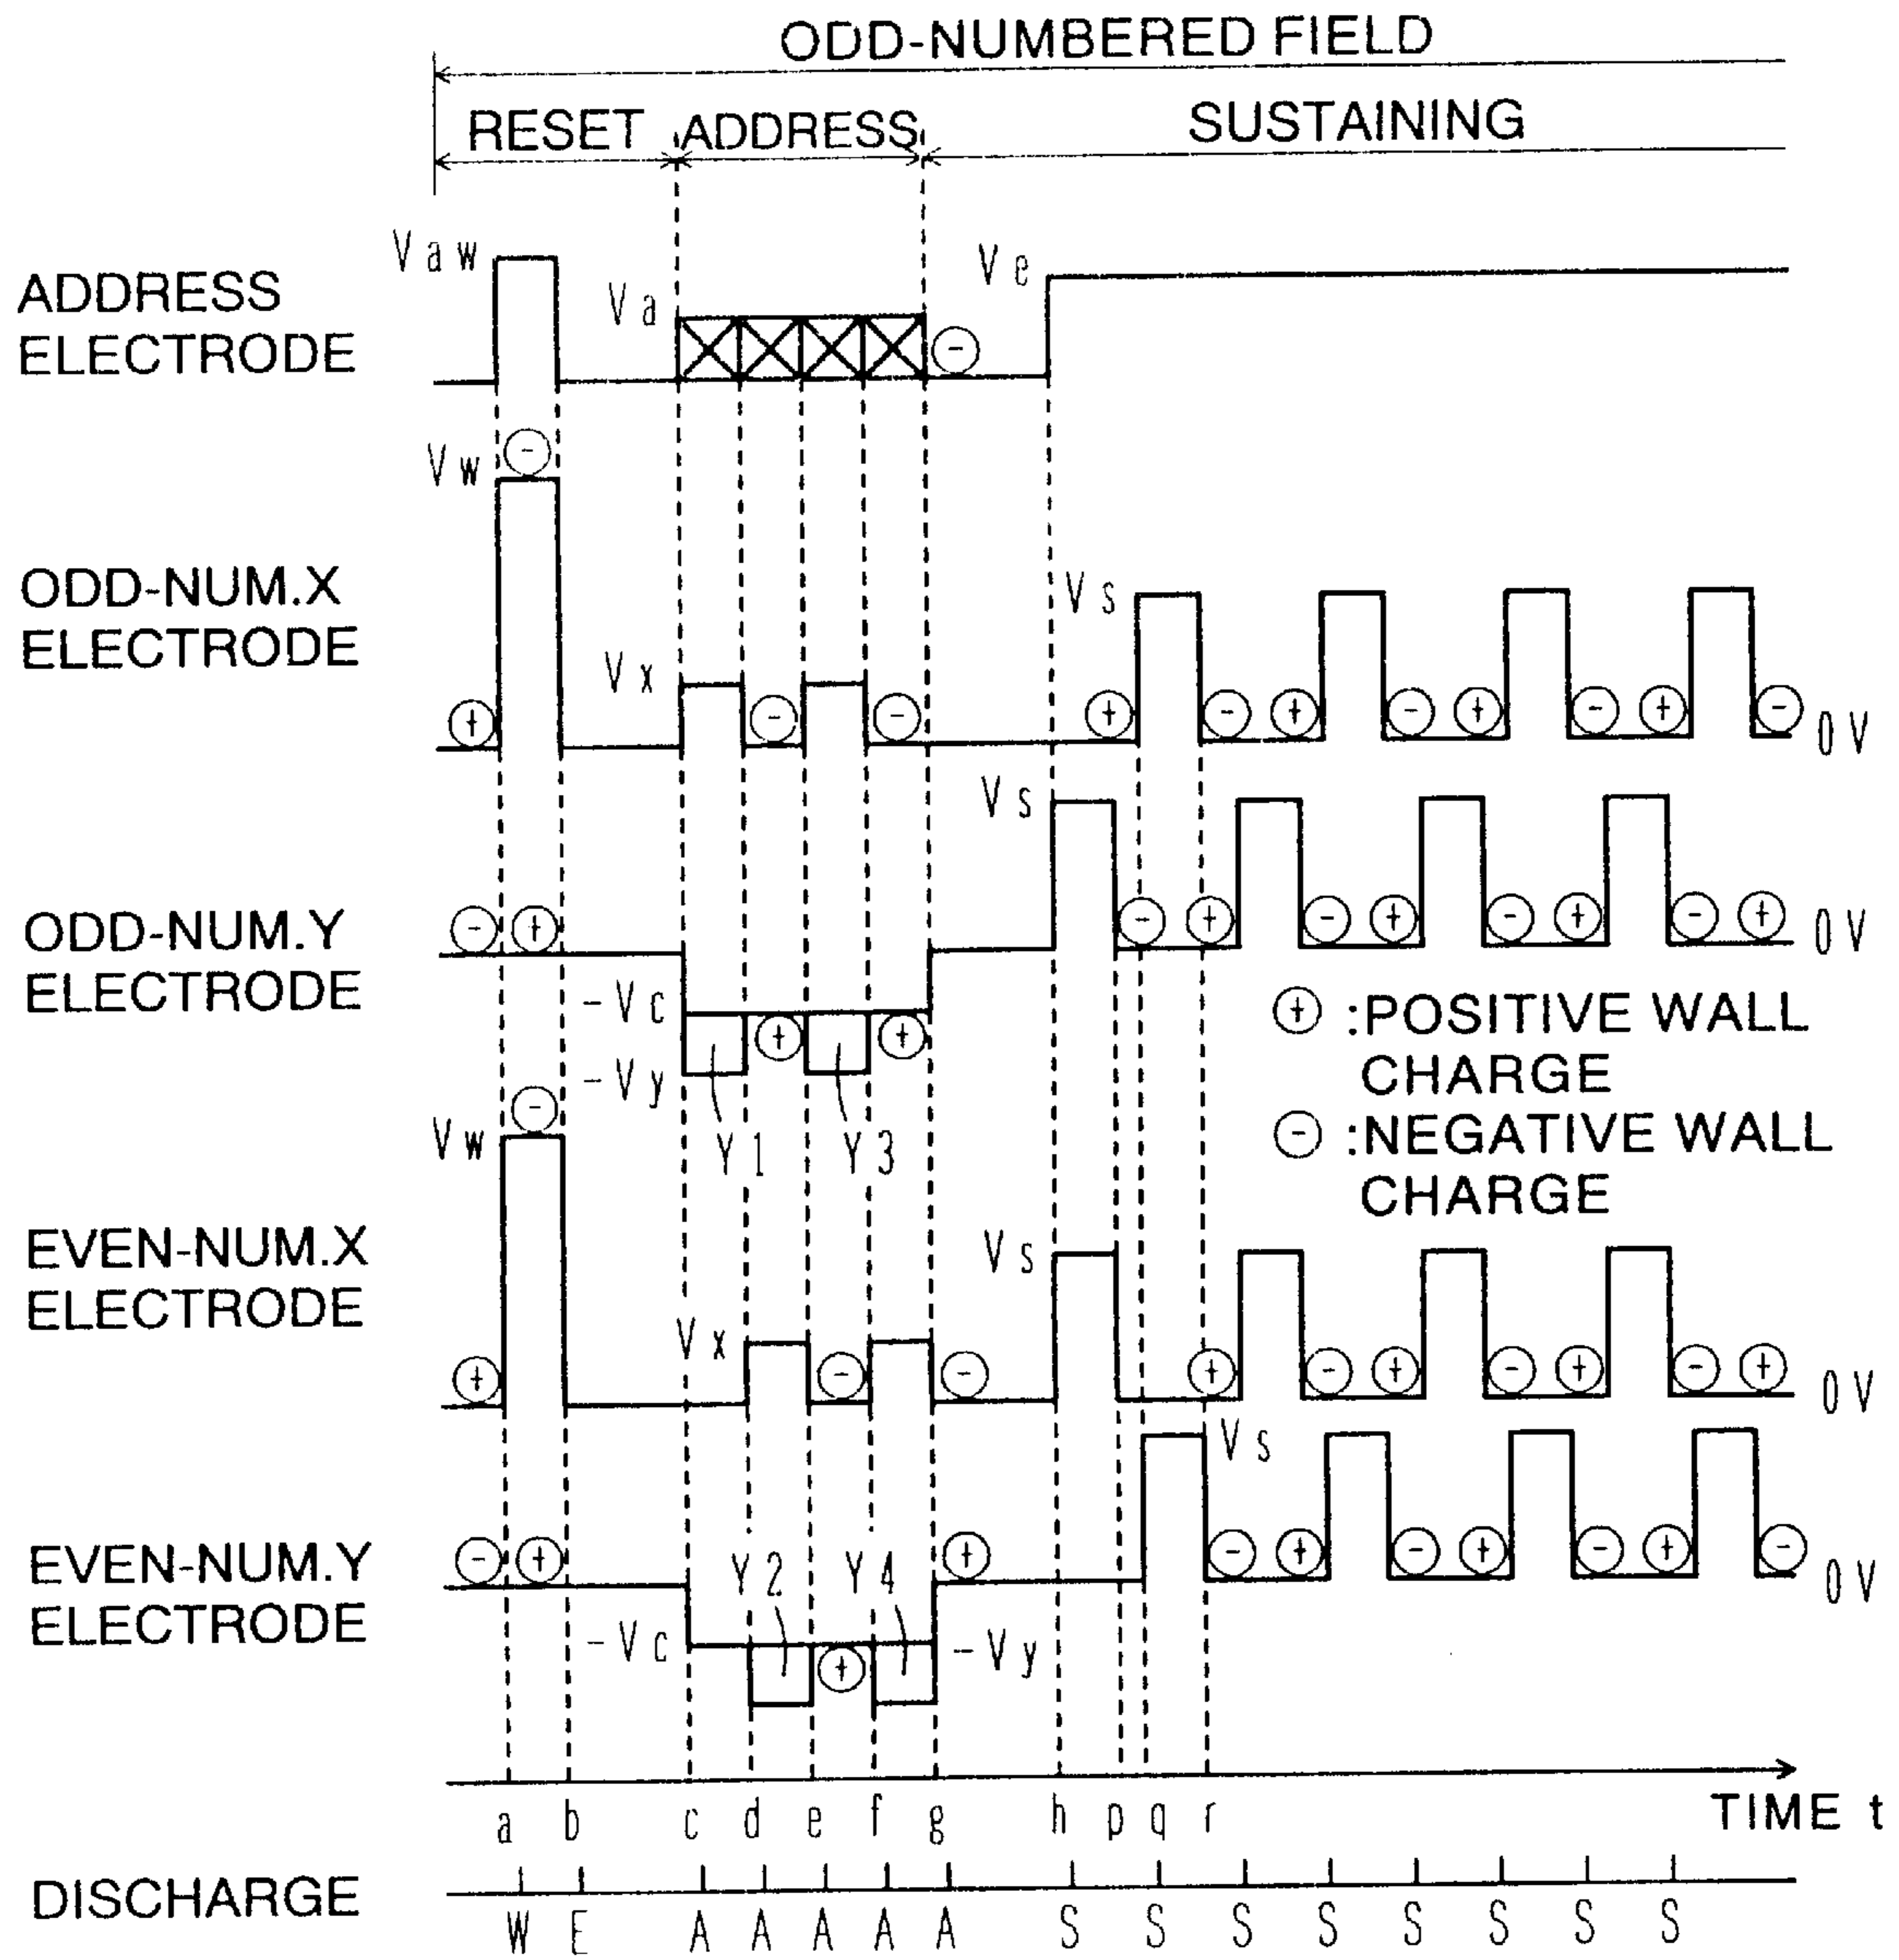 ODD-NUMBERED FIELD
RESET ADDRESS SUSTAINING
Vaw
Ve
ADDRESS
ELECTRODE
Va
-
-
Vw
ODD-NUM.X
ELECTRODE
Vs
Vx
+ - - + - + - + - + -
0V
Vs
ODD-NUM.Y
ELECTRODE
- + - + - + - + - +
0V
-Vc
+ +
-Vy
Y1 Y3
+ :POSITIVE WALL
CHARGE
- :NEGATIVE WALL
CHARGE
-
Vw
EVEN-NUM.X
ELECTRODE
Vs
Vx
+ - - + - + - + - +
0V
Vs
EVEN-NUM.Y
ELECTRODE
- + + - + - + - + -
0V
Y2 Y4
-Vc
+
-Vy
a b c d e f g h p q r
TIME t
DISCHARGE
W E A A A A A S S S S S S S S